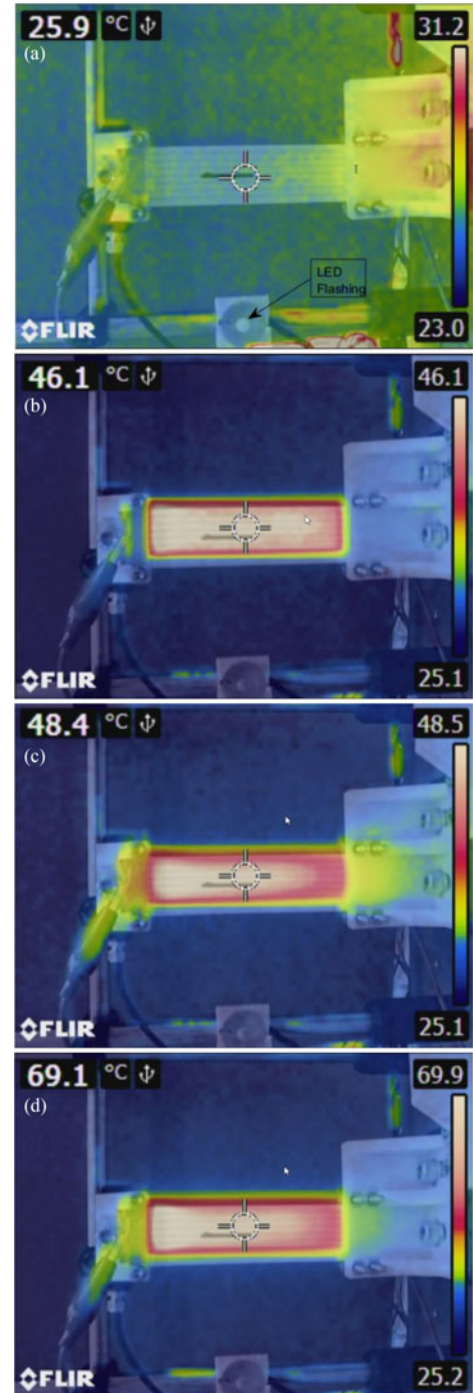 25.9 °C 31.2
(a)
LED
Flashing
FLIR 23.0
46.1 °C 46.1
(b)
FLIR 25.1
48.4 °C 48.5
(c)
FLIR 25.1
69.1 °C 69.9
(d)
FLIR 25.2